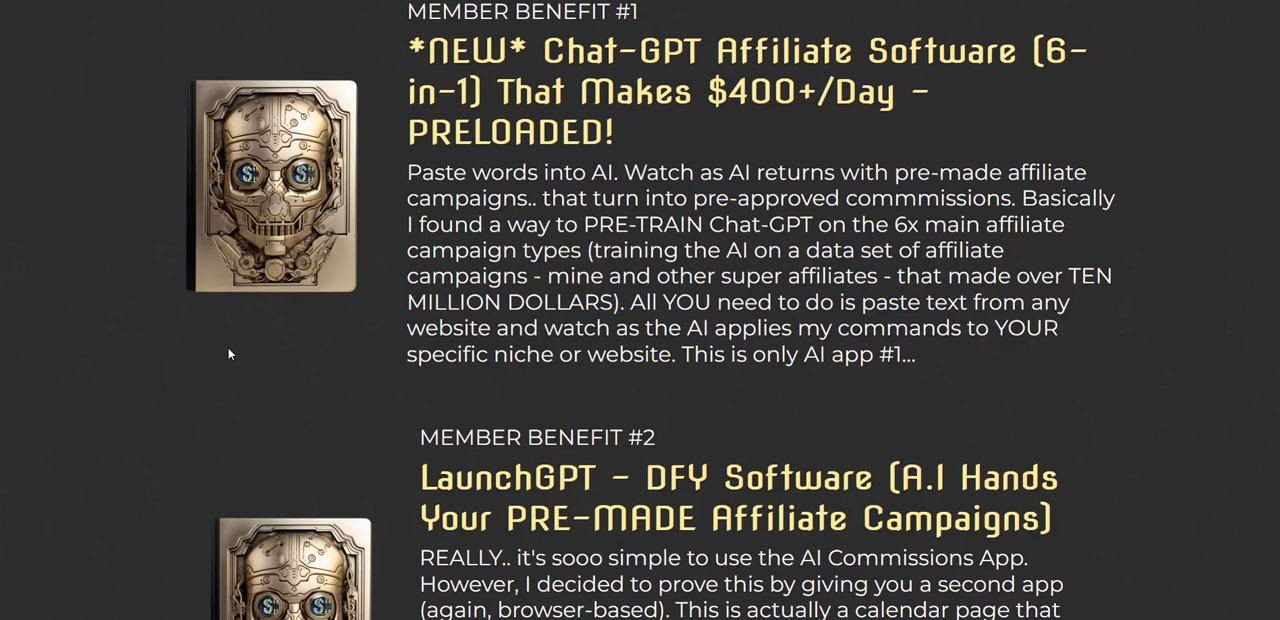 MEMBER BENEFIT #1
*NEW* Chat-GPT Affiliate Software (6-
in-1) That Makes $400+/Day -
PRELOADED!
Paste words into AI. Watch as AI returns with pre-made affiliate
campaigns.. that turn into pre-approved commmissions. Basically
I found a way to PRE-TRAIN Chat-GPT on the 6x main affiliate
campaign types (training the AI on a data set of affiliate
campaigns - mine and other super affiliates - that made over TEN
MILLION DOLLARS). All YOU need to do is paste text from any
website and watch as the AI applies my commands to YOUR
specific niche or website. This is only AI app #1...
MEMBER BENEFIT #2
LaunchGPT - DFY Software (A.I Hands
Your PRE-MADE Affiliate Campaigns)
REALLY.. it's sooo simple to use the AI Commissions App.
However, I decided to prove this by giving you a second app
(again, browser-based). This is actually a calendar page that